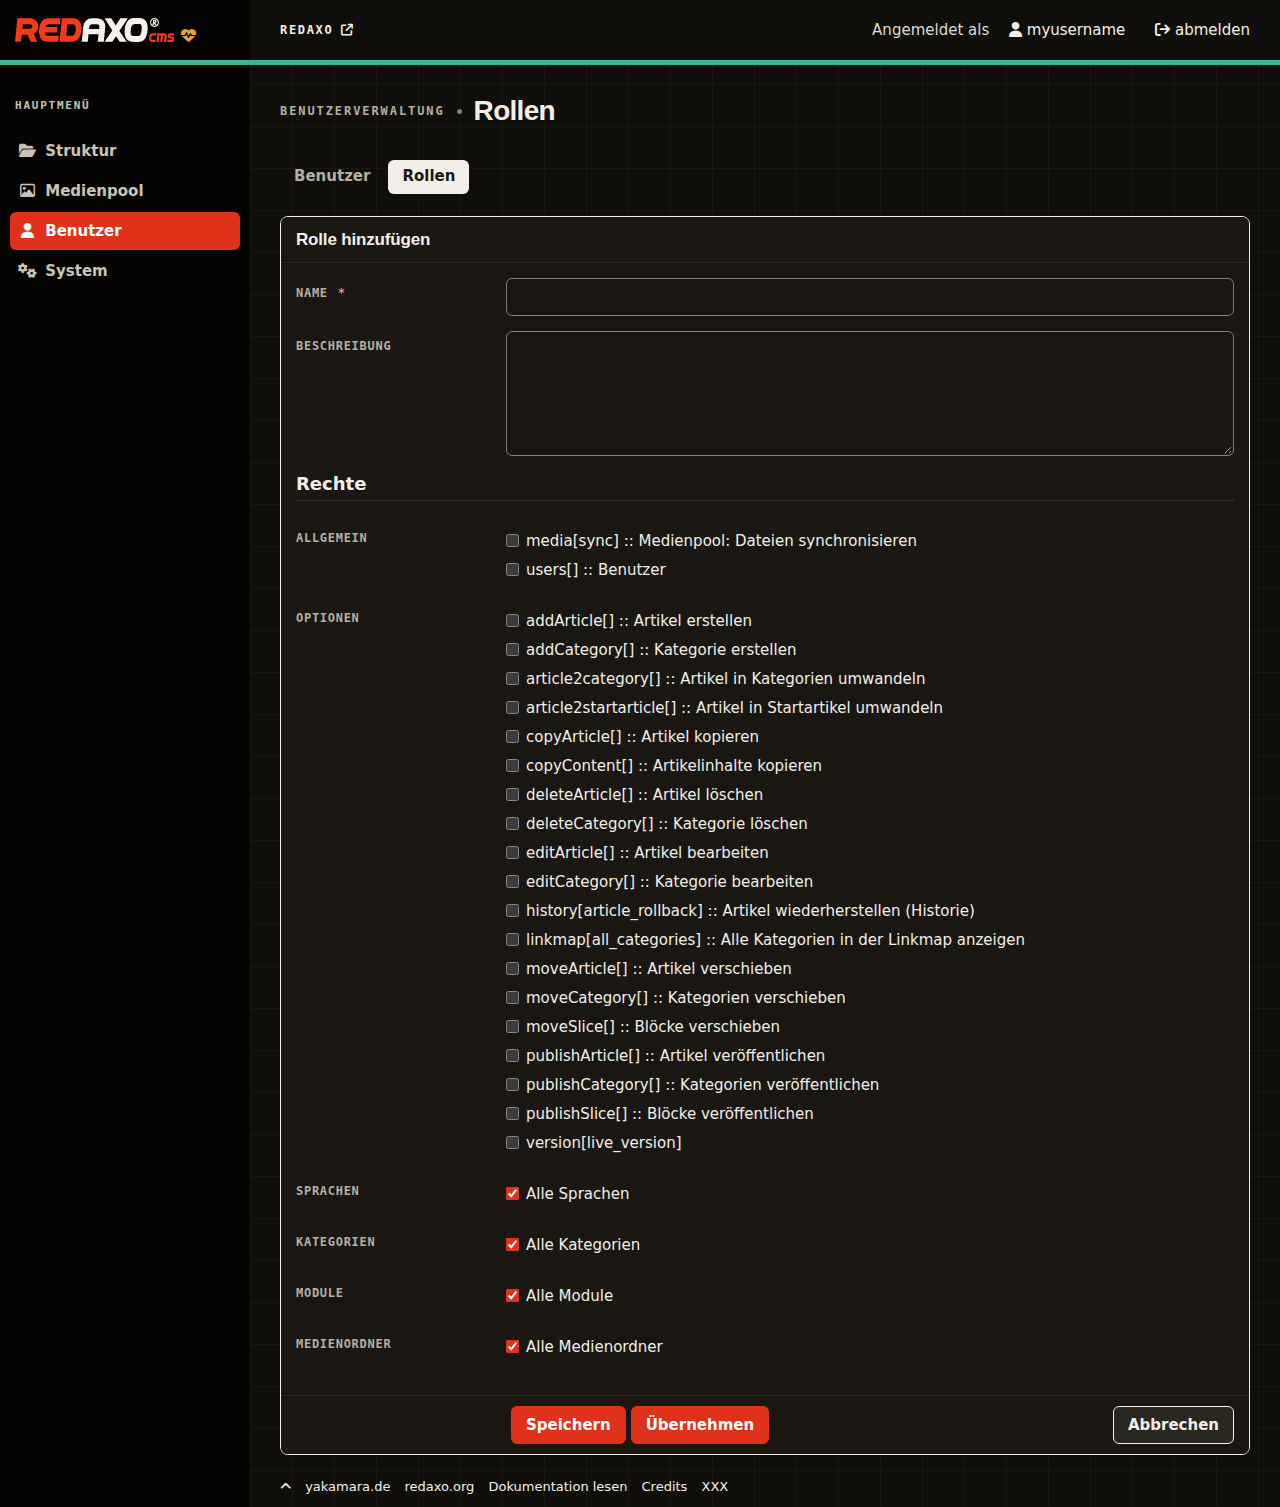 REDAXO® cms
REDAXO
Angemeldet als myusername abmelden
HAUPTMENÜ
Struktur
Medienpool
Benutzer
System
BENUTZERVERWALTUNG • Rollen
Benutzer Rollen
Rolle hinzufügen
NAME *
BESCHREIBUNG
Rechte
ALLGEMEIN
media[sync] :: Medienpool: Dateien synchronisieren
users[] :: Benutzer
OPTIONEN
addArticle[] :: Artikel erstellen
addCategory[] :: Kategorie erstellen
article2category[] :: Artikel in Kategorien umwandeln
article2startarticle[] :: Artikel in Startartikel umwandeln
copyArticle[] :: Artikel kopieren
copyContent[] :: Artikelinhalte kopieren
deleteArticle[] :: Artikel löschen
deleteCategory[] :: Kategorie löschen
editArticle[] :: Artikel bearbeiten
editCategory[] :: Kategorie bearbeiten
history[article_rollback] :: Artikel wiederherstellen (Historie)
linkmap[all_categories] :: Alle Kategorien in der Linkmap anzeigen
moveArticle[] :: Artikel verschieben
moveCategory[] :: Kategorien verschieben
moveSlice[] :: Blöcke verschieben
publishArticle[] :: Artikel veröffentlichen
publishCategory[] :: Kategorien veröffentlichen
publishSlice[] :: Blöcke veröffentlichen
version[live_version]
SPRACHEN
Alle Sprachen
KATEGORIEN
Alle Kategorien
MODULE
Alle Module
MEDIENORDNER
Alle Medienordner
Speichern Übernehmen Abbrechen
yakamara.de redaxo.org Dokumentation lesen Credits XXX